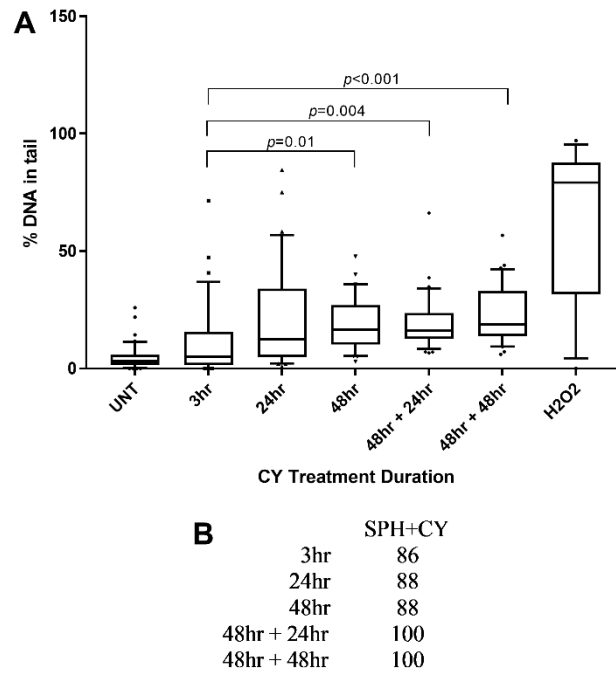 A
150
p<0.001
p=0.004
100
p=0.01
% DNA in tail
50
0
UNT
3hr
24hr
48hr
48hr + 24hr
48hr + 48hr
H2O2
CY Treatment Duration
B
SPH+CY
3hr 86
24hr 88
48hr 88
48hr + 24hr 100
48hr + 48hr 100